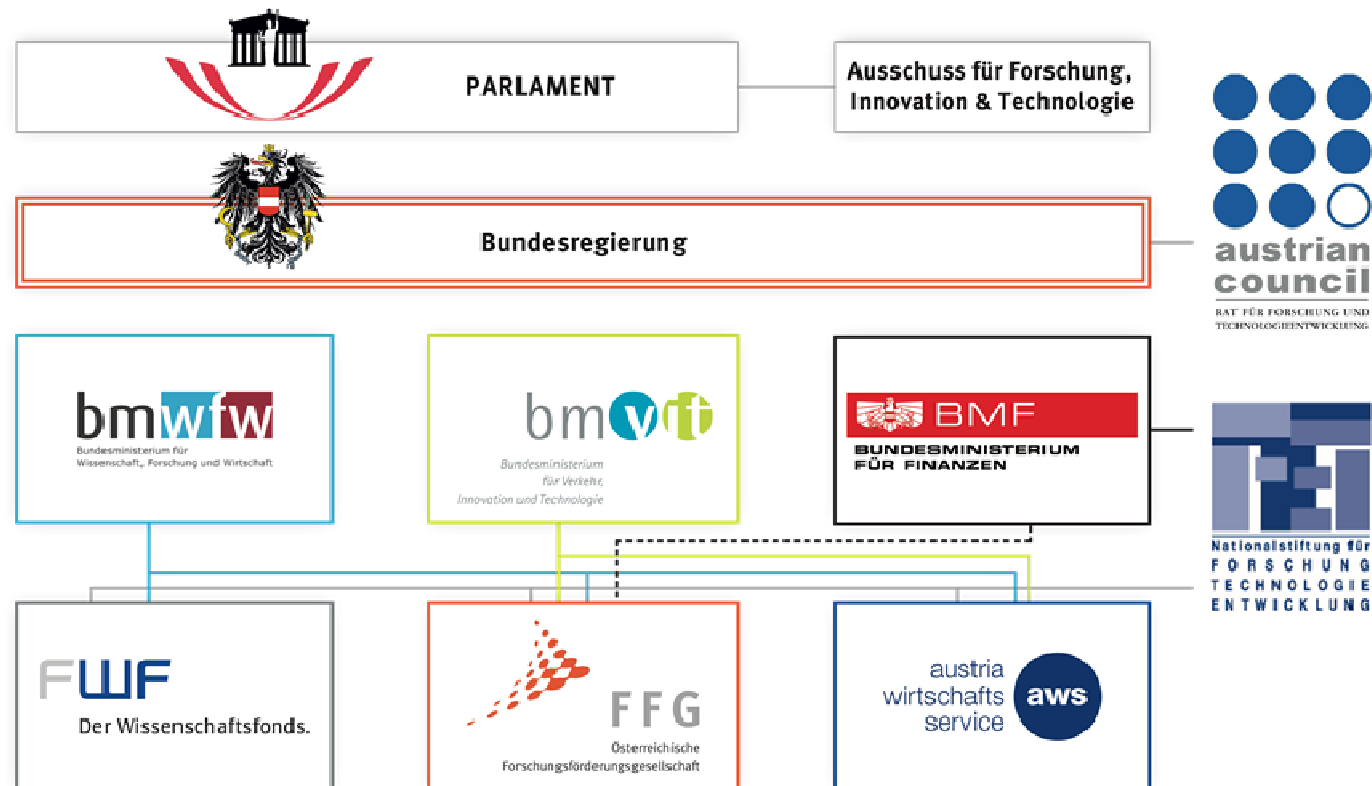 PARLAMENT
Ausschuss für Forschung,
Innovation & Technologie
Bundesregierung
austrian
council
RAT FÜR FORSCHUNG UND
TECHNOLOGIEENTWICKLUNG
bmwfw
Bundesministerium für
Wissenschaft, Forschung und Wirtschaft
bmvit
Bundesministerium
für Verkehr,
Innovation und Technologie
BMF
BUNDESMINISTERIUM
FÜR FINANZEN
Nationalstiftung für
FORSCHUNG
TECHNOLOGIE
ENTWICKLUNG
FWF
Der Wissenschaftsfonds.
FFG
Österreichische
Forschungsförderungsgesellschaft
austria
wirtschafts
service
aws